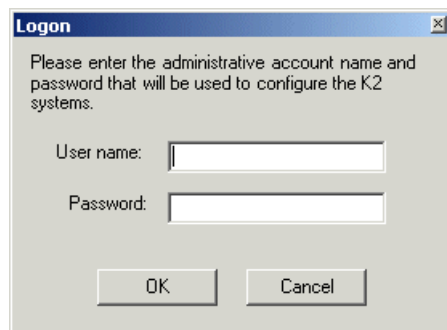 Logon
Please enter the administrative account name and
password that will be used to configure the K2
systems.
User name:
Password:
OK
Cancel